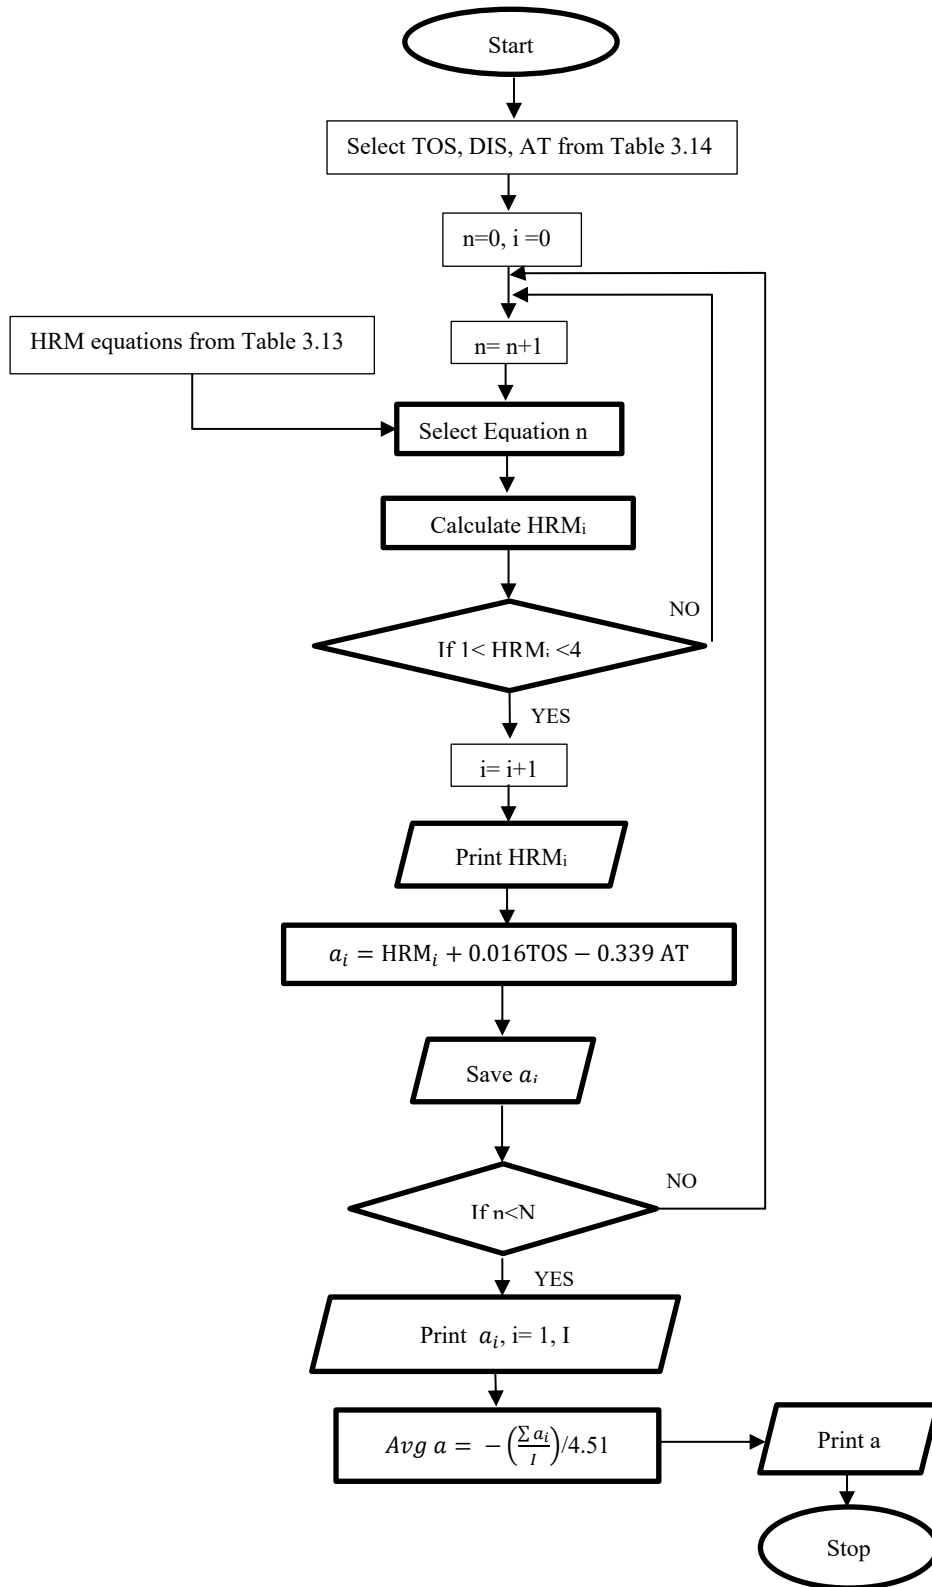 Start
Select TOS, DIS, AT from Table 3.14
n=0, i =0
HRM equations from Table 3.13
n= n+1
Select Equation n
Calculate HRMᵢ
NO
If 1< HRMᵢ <4
YES
i= i+1
Print HRMᵢ
𝑎ᵢ = HRMᵢ + 0.016TOS − 0.339 AT
Save 𝑎ᵢ
NO
If n<N
YES
Print 𝑎ᵢ, i= 1, I
𝐴𝑣𝑔 𝑎 = −(∑ 𝑎ᵢ/𝐼)/4.51
Print a
Stop